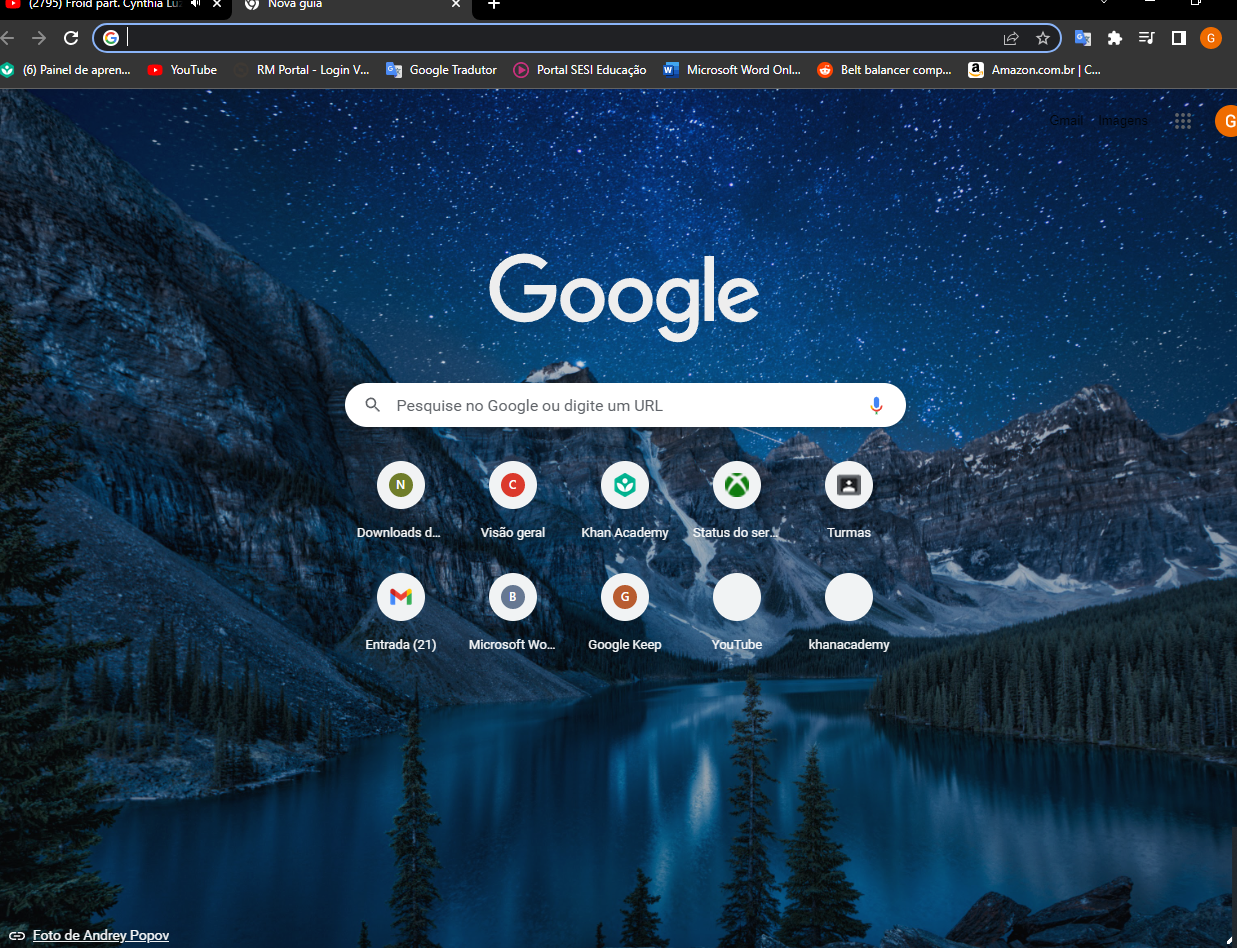 (2795) Froid part. Cynthia Lu
Nova guia
G
(6) Painel de apren...
YouTube
RM Portal - Login V...
Google Tradutor
Portal SESI Educação
Microsoft Word Onl...
Belt balancer comp...
Amazon.com.br | C...
Gmail Imagens
G
Google
Pesquise no Google ou digite um URL
N C
Downloads d... Visão geral Khan Academy Status do ser... Turmas
B G
Entrada (21) Microsoft Wo... Google Keep YouTube khanacademy
Foto de Andrey Popov